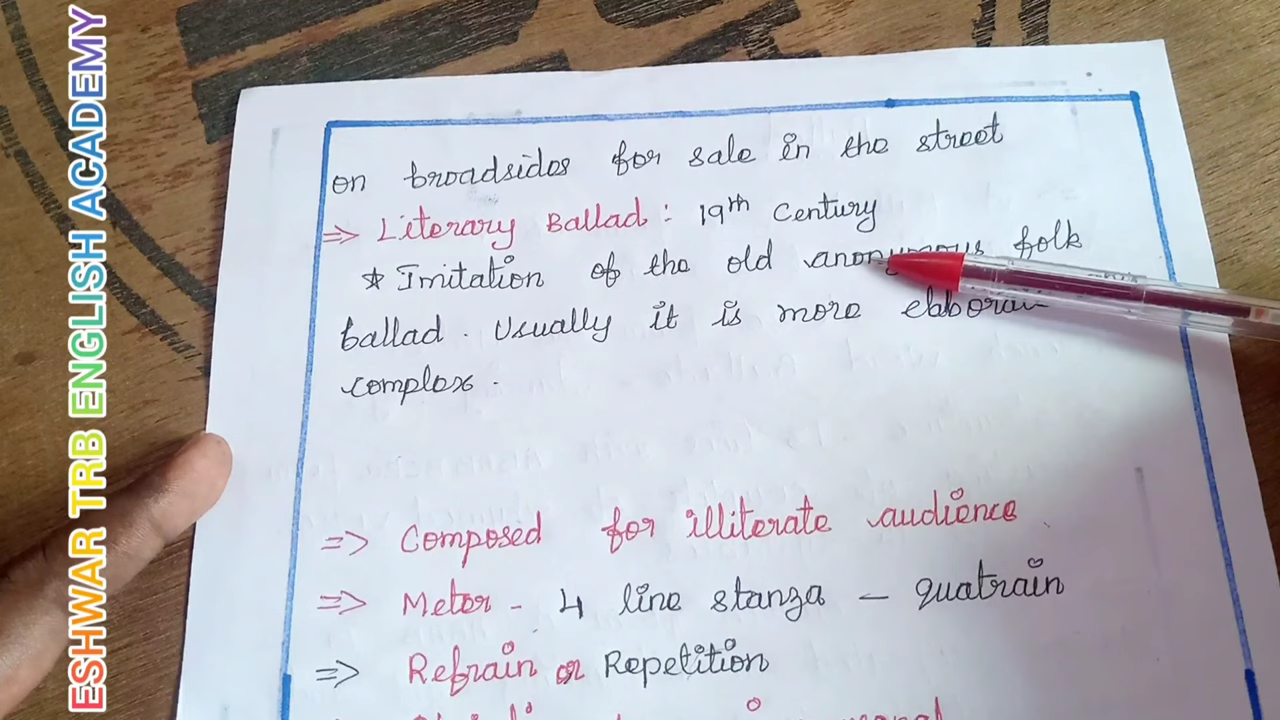 ESHWAR TRB ENGLISH ACADEMY
on broadsides for sale in the street
=> Literary Ballad: 19th Century
* Imitation of the old anonymous folk
ballad. Usually it is more
complex.
=> Composed for illiterate audience
=> Meter - 4 line stanza - quatrain
=> Refrain or Repetition